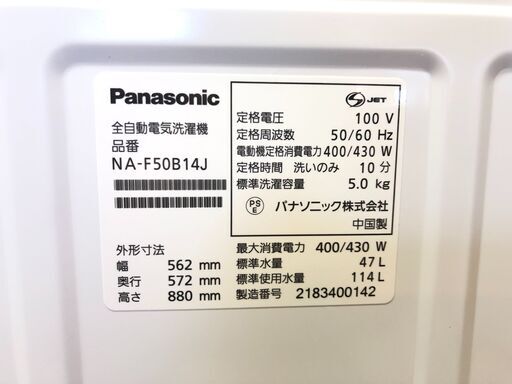 Panasonic
全自動電気洗濯機
品番
NA-F50B14J
外形寸法
幅 562 mm
奥行 572 mm
高さ 880 mm
S JET
定格電圧 100 V
定格周波数 50/60 Hz
電動機定格消費電力 400/430 W
定格時間 洗いのみ 10 分
標準洗濯容量 5.0 kg
PS E パナソニック株式会社
中国製
最大消費電力 400/430 W
標準水量 47 L
標準使用水量 114 L
製造番号 2183400142